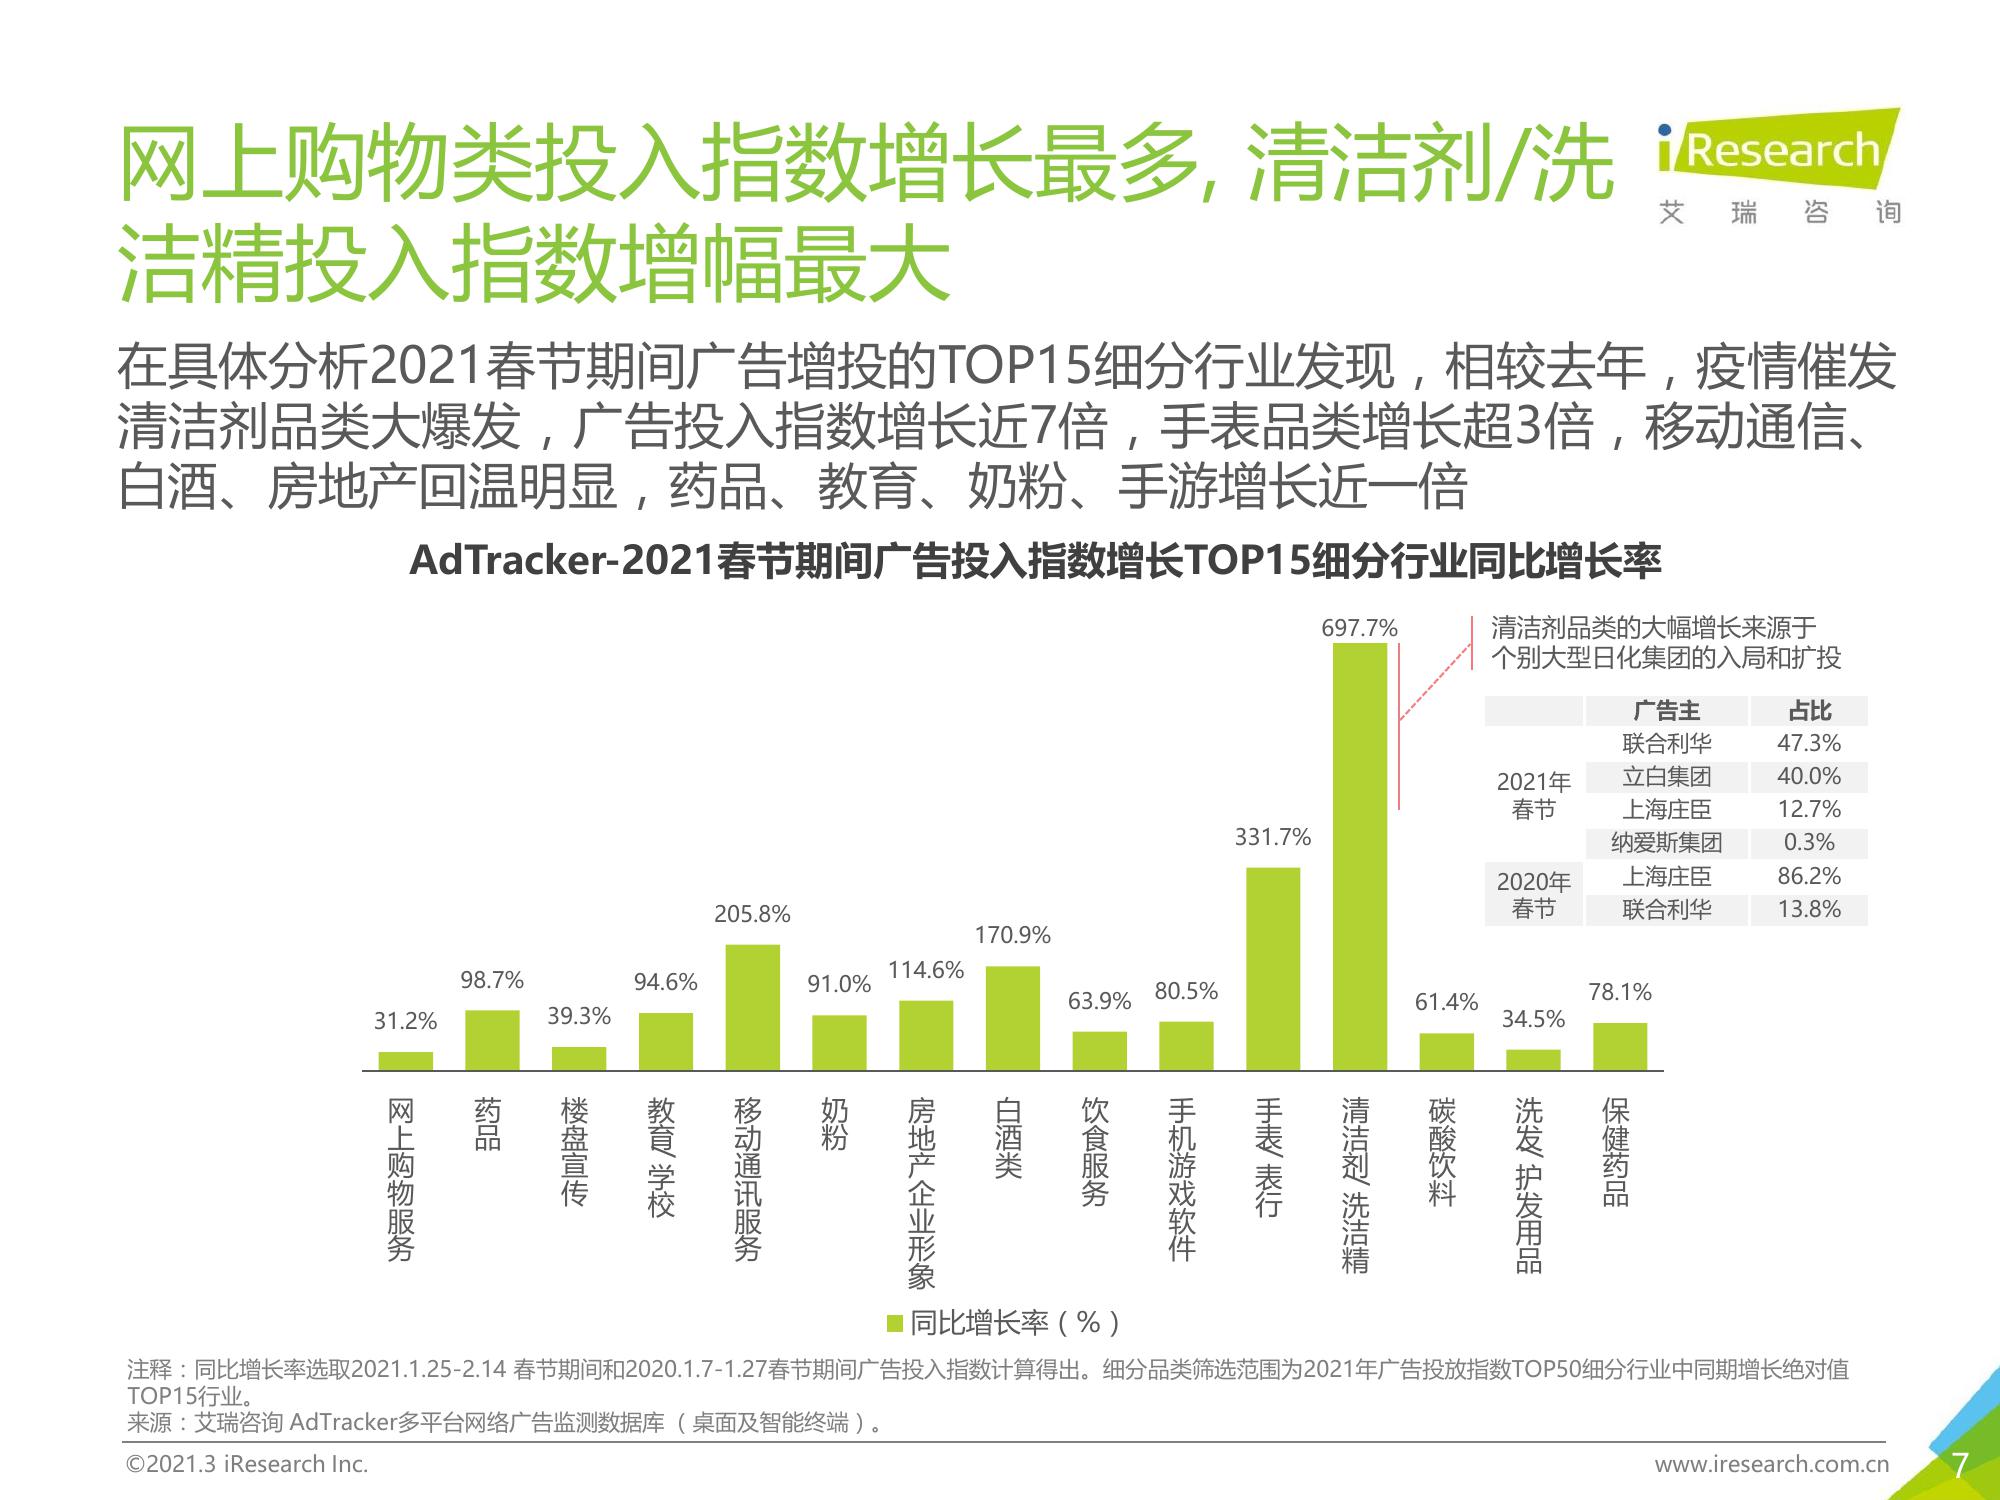 网上购物类投入指数增长最多, 清洁剂/洗
洁精投入指数增幅最大
iResearch
艾瑞咨询
在具体分析2021春节期间广告增投的TOP15细分行业发现，相较去年，疫情催发
清洁剂品类大爆发，广告投入指数增长近7倍，手表品类增长超3倍，移动通信、
白酒、房地产回温明显，药品、教育、奶粉、手游增长近一倍
AdTracker-2021春节期间广告投入指数增长TOP15细分行业同比增长率
清洁剂品类的大幅增长来源于
个别大型日化集团的入局和扩投
广告主 占比
2021年
春节
联合利华 47.3%
立白集团 40.0%
上海庄臣 12.7%
纳爱斯集团 0.3%
2020年
春节
上海庄臣 86.2%
联合利华 13.8%
31.2%
98.7%
39.3%
94.6%
205.8%
91.0%
114.6%
170.9%
63.9%
80.5%
331.7%
697.7%
61.4%
34.5%
78.1%
网上购物服务
药品
楼盘宣传
教育/学校
移动通讯服务
奶粉
房地产企业形象
白酒类
饮食服务
手机游戏软件
手表/表行
清洁剂/洗洁精
碳酸饮料
洗发/护发用品
保健药品
同比增长率（%）
注释：同比增长率选取2021.1.25-2.14 春节期间和2020.1.7-1.27春节期间广告投入指数计算得出。细分品类筛选范围为2021年广告投放指数TOP50细分行业中同期增长绝对值
TOP15行业。
来源：艾瑞咨询 AdTracker多平台网络广告监测数据库 （桌面及智能终端）。
©2021.3 iResearch Inc.
www.iresearch.com.cn
7